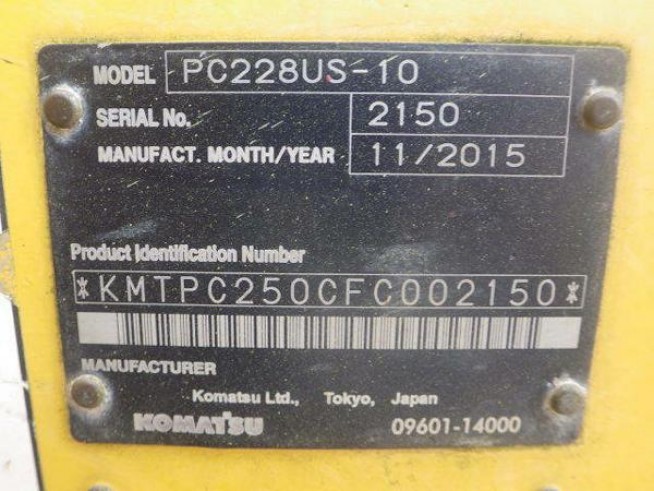 MODEL PC228US-10
SERIAL No. 2150
MANUFACT. MONTH/YEAR 11/2015
Product Identification Number
*KMTPC250CFC002150*
MANUFACTURER
Komatsu Ltd., Tokyo, Japan
KOMATSU 09601-14000